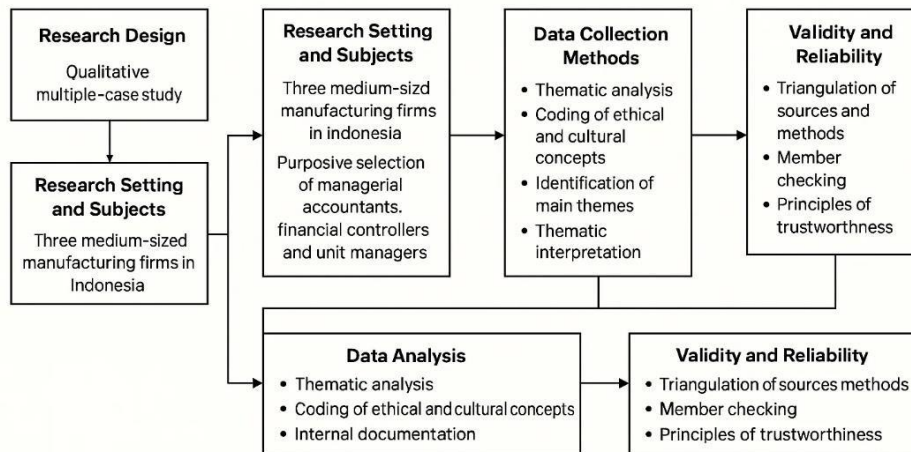 Research Design
Qualitative
multiple-case study
Research Setting
and Subjects
Three medium-sized
manufacturing firms in
Indonesia
Research Setting
and Subjects
Three medium-sizd
manufacturing firms
in indonesia
Purposive selection
of managerial
accountants.
financial controllers
and unit managers
Data Collection
Methods
• Thematic analysis
• Coding of ethical
and cultural
concepts
• Identification of
main themes
• Thematic
interpretation
Validity and
Reliability
• Triangulation of
sources and
methods
• Member
checking
• Principles of
trustworhness
Data Analysis
• Thematic analysis
• Coding of ethical and cultural concepts
• Internal documentation
Validity and Reliability
• Triangulation of sources methods
• Member checking
• Principles of trustworthiness